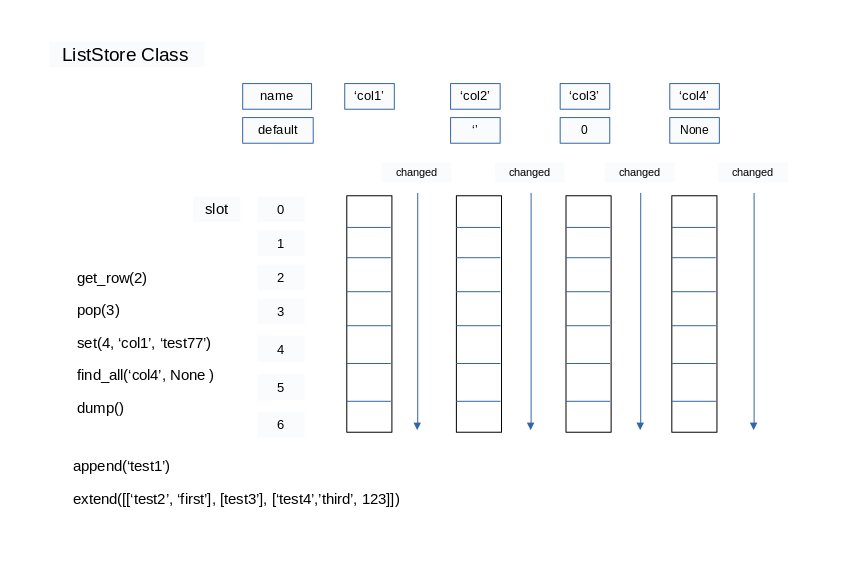 ListStore Class
name ‘col1’ ‘col2’ ‘col3’ ‘col4’
default ‘’ 0 None
changed changed changed changed
slot 0
1
get_row(2) 2
pop(3) 3
set(4, ‘col1’, ‘test77’) 4
find_all(‘col4’, None ) 5
dump() 6
append(‘test1’)
extend([[‘test2’, ‘first’], [test3’], [‘test4’,’third’, 123]])